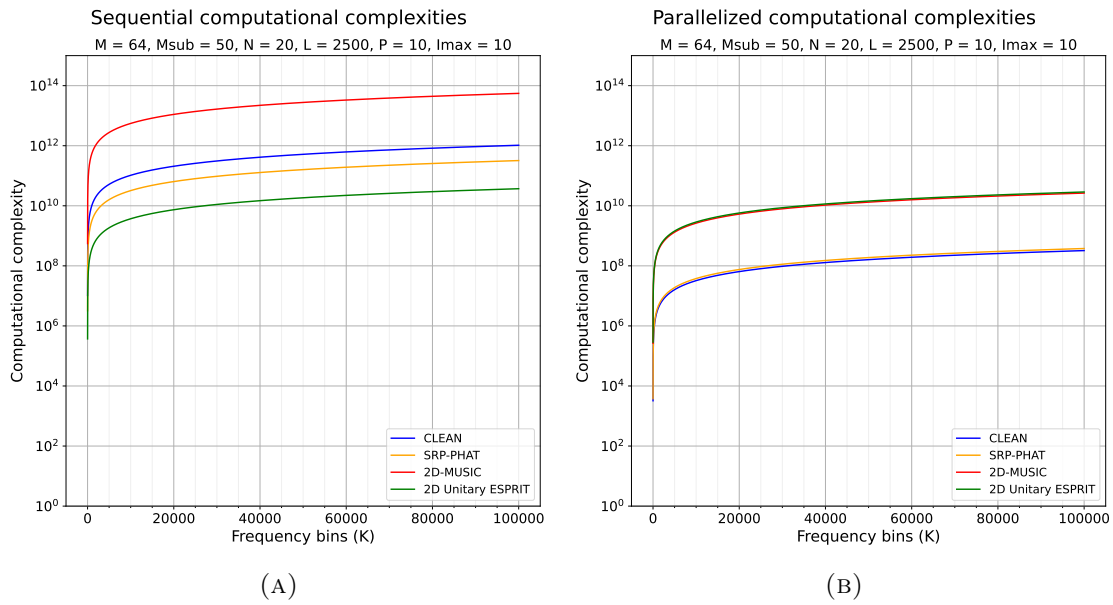 Sequential computational complexities
M = 64, Msub = 50, N = 20, L = 2500, P = 10, Imax = 10
10^14
10^12
10^10
10^8
10^6
10^4
10^2
10^0
Computational complexity
0 20000 40000 60000 80000 100000
Frequency bins (K)
CLEAN
SRP-PHAT
2D-MUSIC
2D Unitary ESPRIT
(A)
Parallelized computational complexities
M = 64, Msub = 50, N = 20, L = 2500, P = 10, Imax = 10
10^14
10^12
10^10
10^8
10^6
10^4
10^2
10^0
Computational complexity
0 20000 40000 60000 80000 100000
Frequency bins (K)
CLEAN
SRP-PHAT
2D-MUSIC
2D Unitary ESPRIT
(B)